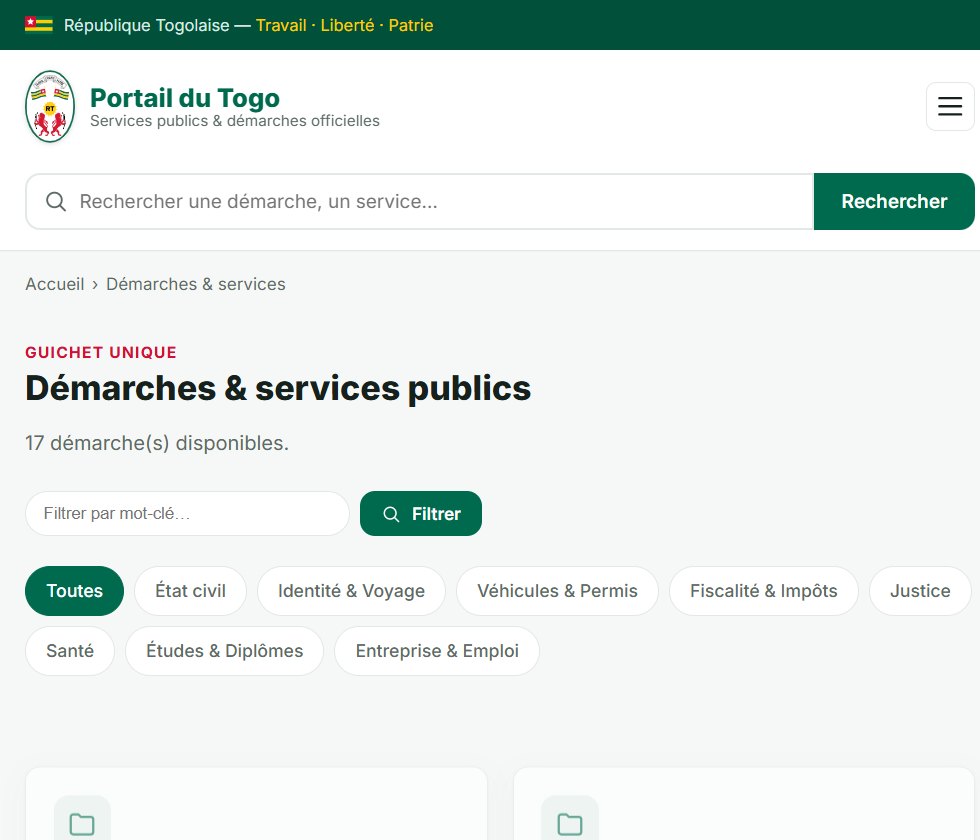 République Togolaise — Travail · Liberté · Patrie
RT
Portail du Togo
Services publics & démarches officielles
Rechercher une démarche, un service...
Rechercher
Accueil › Démarches & services
GUICHET UNIQUE
Démarches & services publics
17 démarche(s) disponibles.
Filtrer par mot-clé…
Filtrer
Toutes
État civil
Identité & Voyage
Véhicules & Permis
Fiscalité & Impôts
Justice
Santé
Études & Diplômes
Entreprise & Emploi